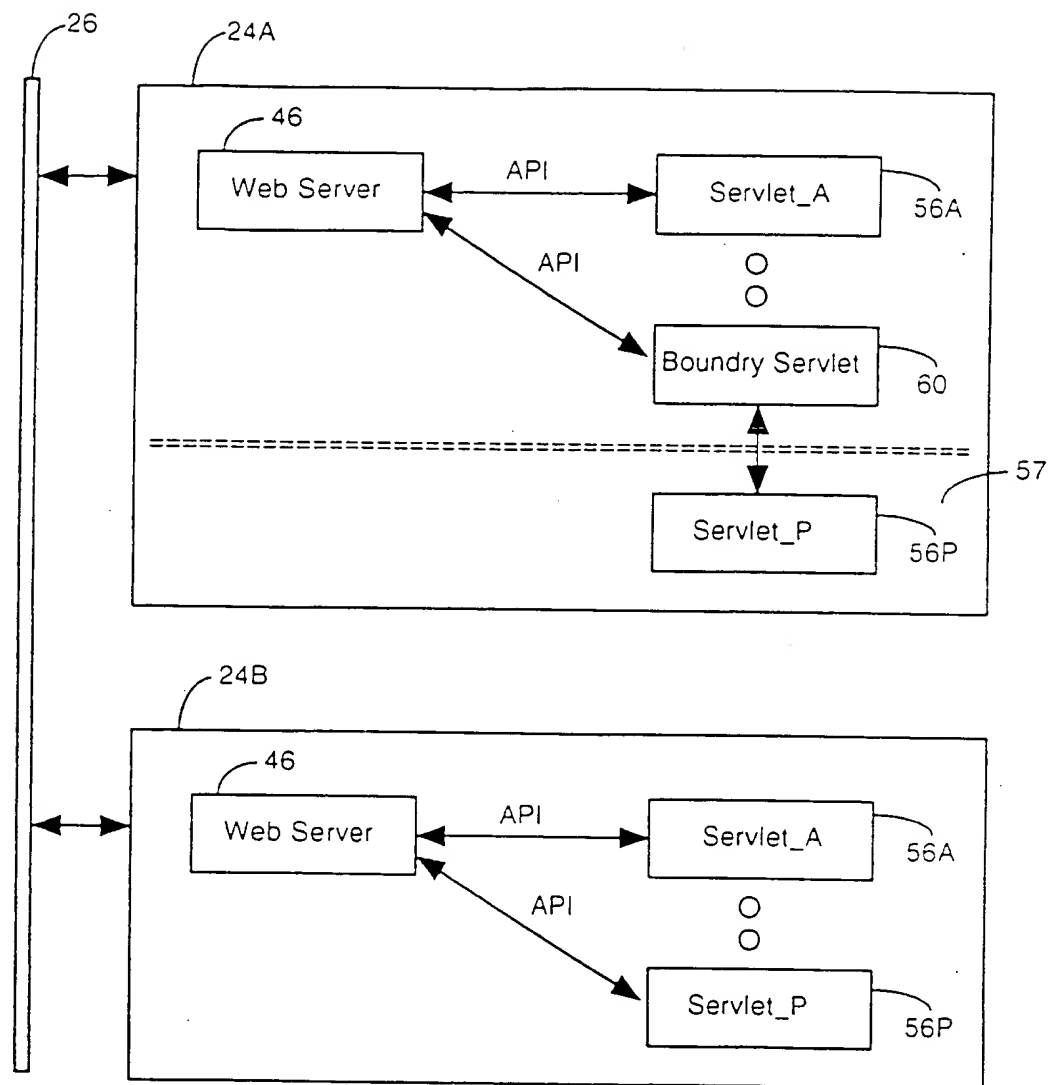 26
24A
46
Web Server
API
Servlet_A
56A
API
Boundry Servlet
60
57
Servlet_P
56P
24B
46
Web Server
API
Servlet_A
56A
API
Servlet_P
56P